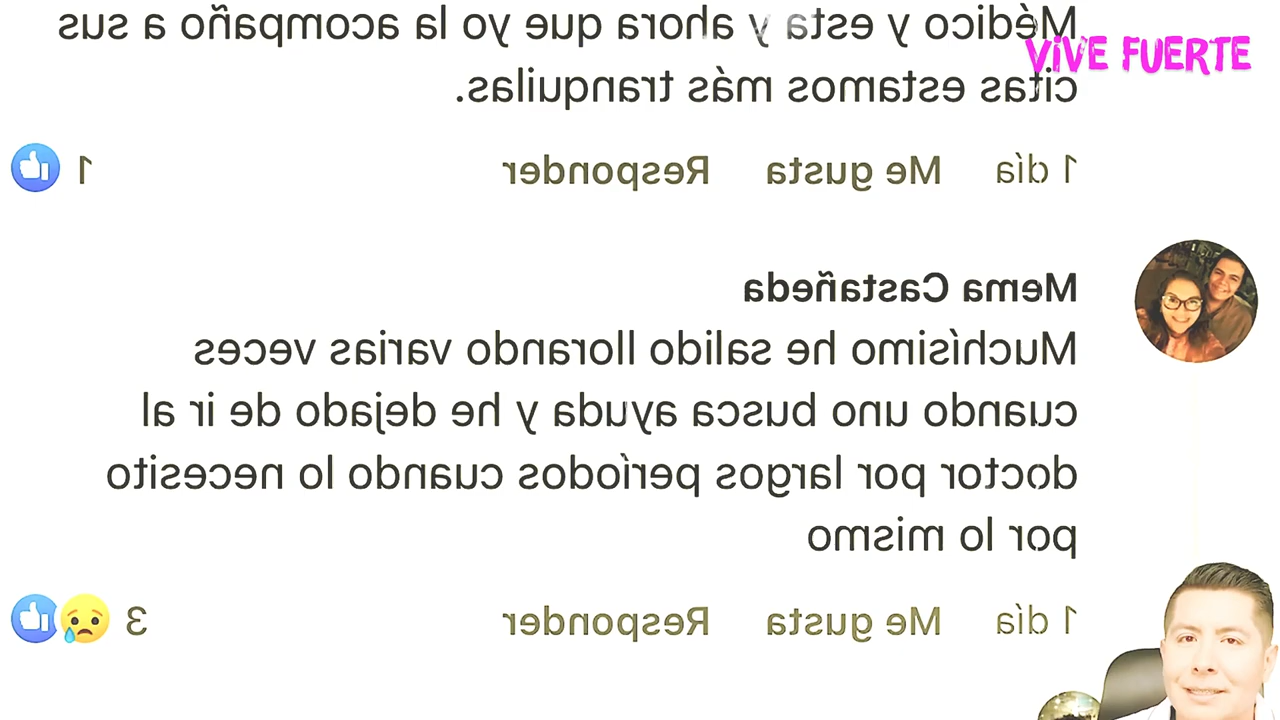 Médico y esta y ahora que yo la acompaño a sus
VIVE FUERTE
citas estamos más tranquilas.
1 día Me gusta Responder 1
Mema Castañeda
Muchísimo he salido llorando varias veces
cuando uno busca ayuda y he dejado de ir al
doctor por largos períodos cuando lo necesito
por lo mismo
1 día Me gusta Responder 3